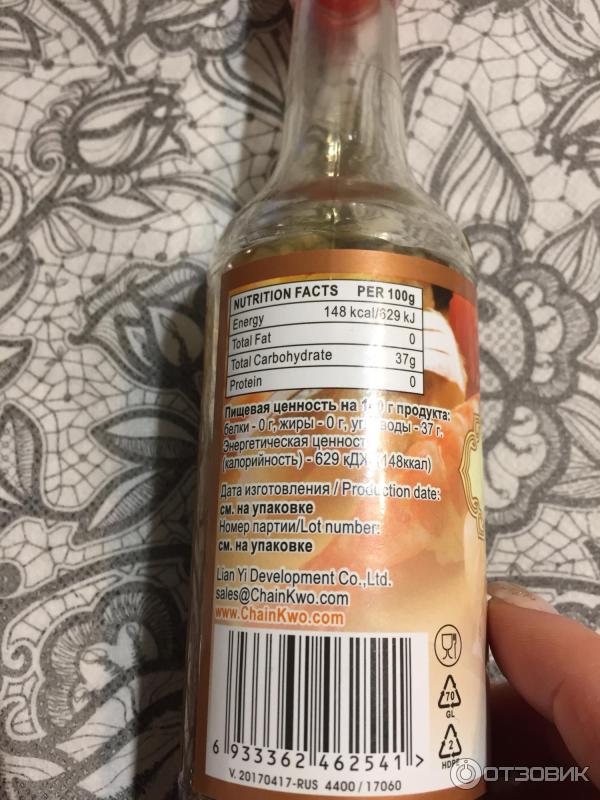 NUTRITION FACTS PER 100g
Energy 148 kcal/629 kJ
Total Fat 0
Total Carbohydrate 37g
Protein 0
Пищевая ценность на 100 г продукта:
белки - 0 г, жиры - 0 г, углеводы - 37 г.
Энергетическая ценность
(калорийность) - 629 кДж (148ккал)
Дата изготовления / Production date:
см. на упаковке
Номер партии/Lot number:
см. на упаковке
Lian Yi Development Co.,Ltd.
sales@ChainKwo.com
www.ChainKwo.com
70
GL
2
HDPE
6 933362 462541 >
V. 20170417-RUS 4400 / 17060
ОТЗОВИК